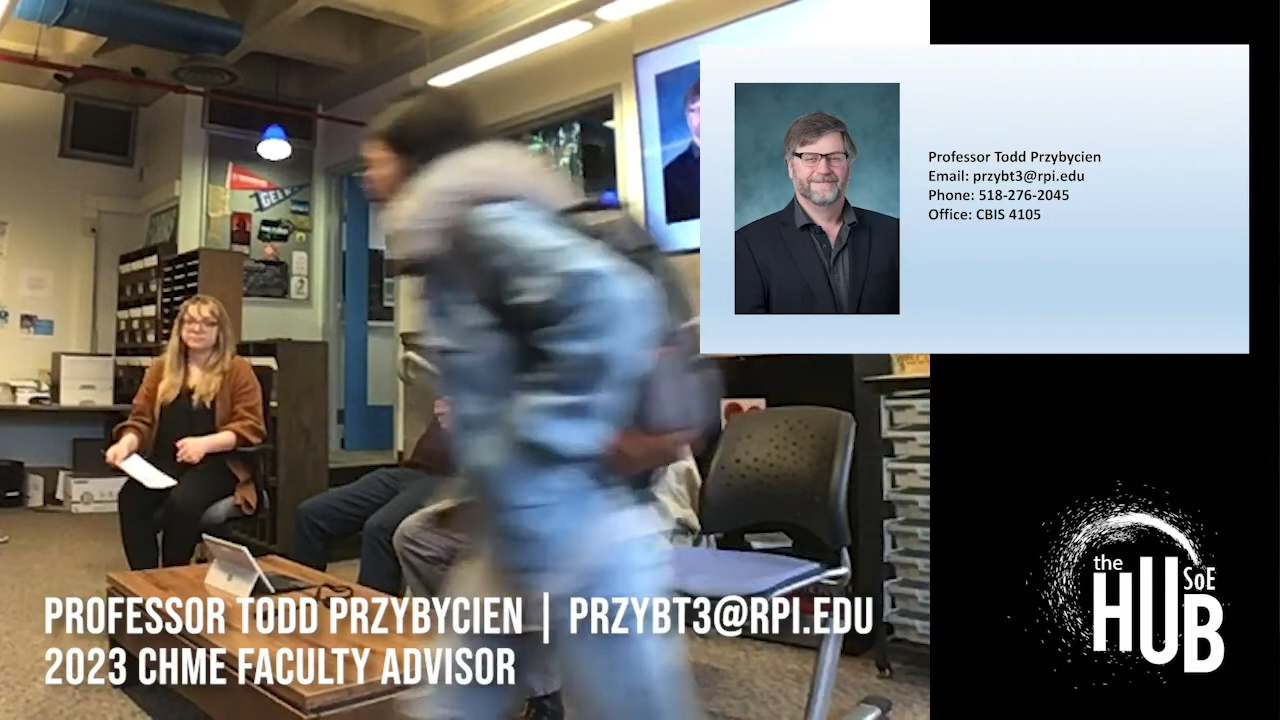 Professor Todd Przybycien
Email: przybt3@rpi.edu
Phone: 518-276-2045
Office: CBIS 4105
PROFESSOR TODD PRZYBYCIEN | PRZYBT3@RPI.EDU
2023 CHME FACULTY ADVISOR
the
HUB
SoE